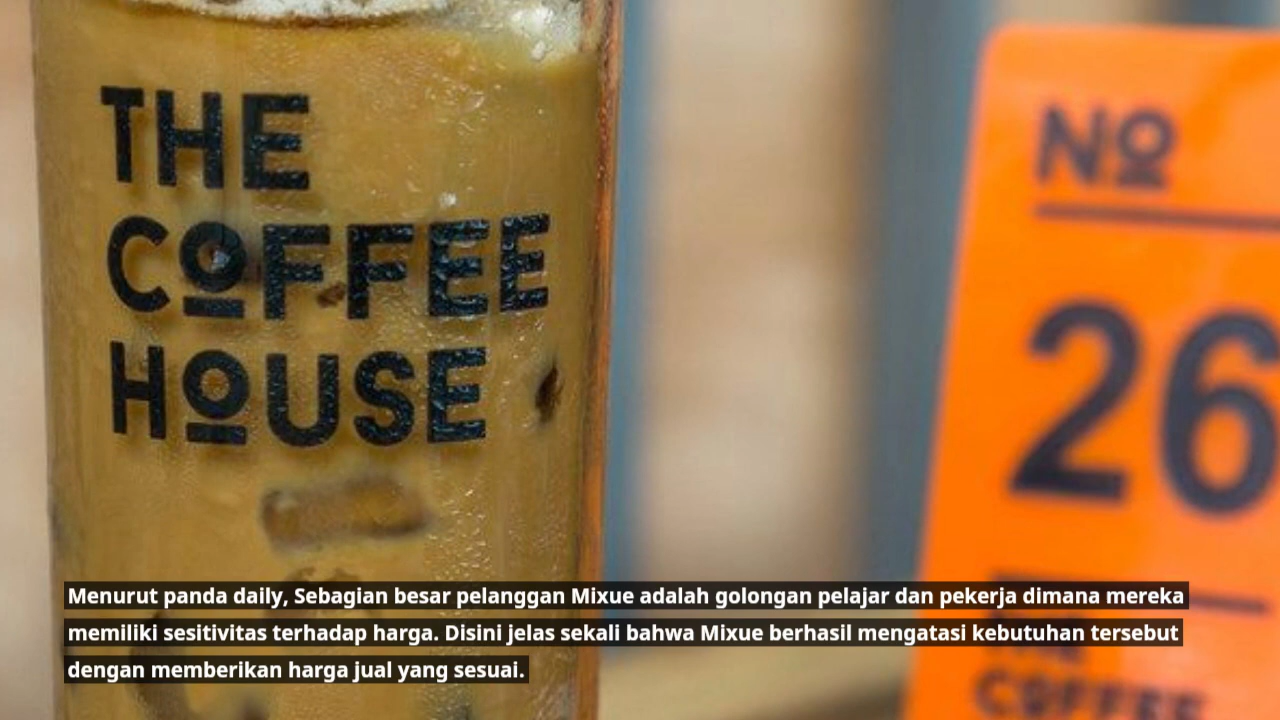 THE
COFFEE
HOUSE
No
26
COFFEE
Menurut panda daily, Sebagian besar pelanggan Mixue adalah golongan pelajar dan pekerja dimana mereka
memiliki sesitivitas terhadap harga. Disini jelas sekali bahwa Mixue berhasil mengatasi kebutuhan tersebut
dengan memberikan harga jual yang sesuai.